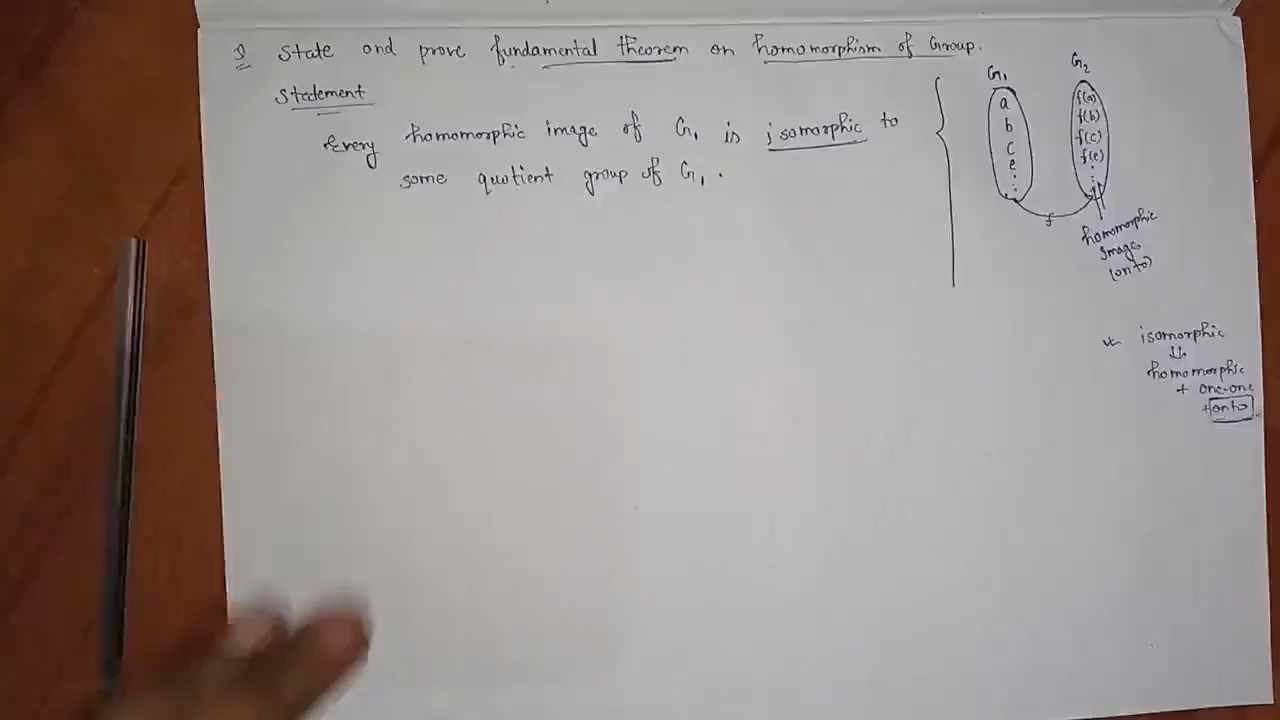 Q State and prove fundamental theorem on homomorphism of Group.
Statement
Every homomorphic image of G1 is isomorphic to
some quotient group of G1.
G1 G2
a f(a)
b f(b)
c f(c)
e f(e)
f
homomorphic
image
(onto)
isomorphic
⇓
homomorphic
+ one-one
+ onto